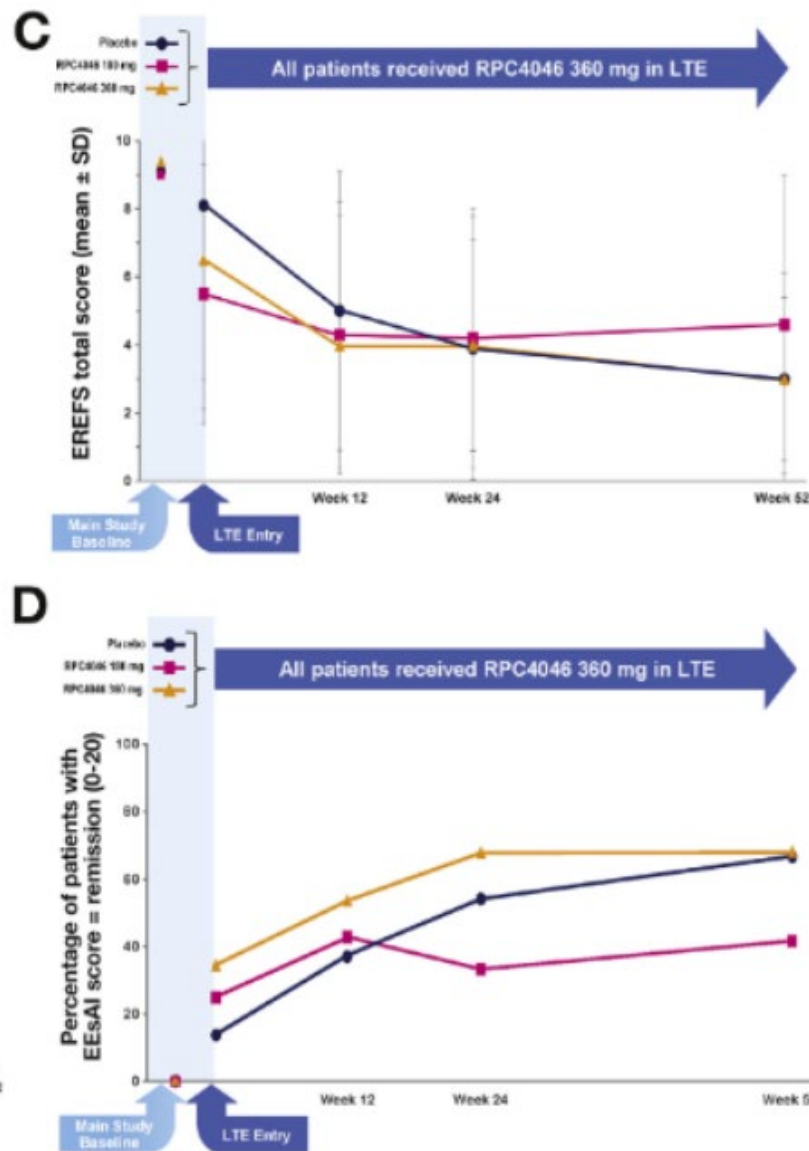 C
Placebo
RPC4046 180 mg
RPC4046 360 mg
All patients received RPC4046 360 mg in LTE
EREFS total score (mean ± SD)
10
8
6
4
2
0
Week 12
Week 24
Week 52
Main Study
Baseline
LTE Entry
D
Placebo
RPC4046 180 mg
RPC4046 360 mg
All patients received RPC4046 360 mg in LTE
Percentage of patients with
EEsAI score = remission (0-20)
100
80
60
40
20
0
Week 12
Week 24
Week 5
Main Study
Baseline
LTE Entry